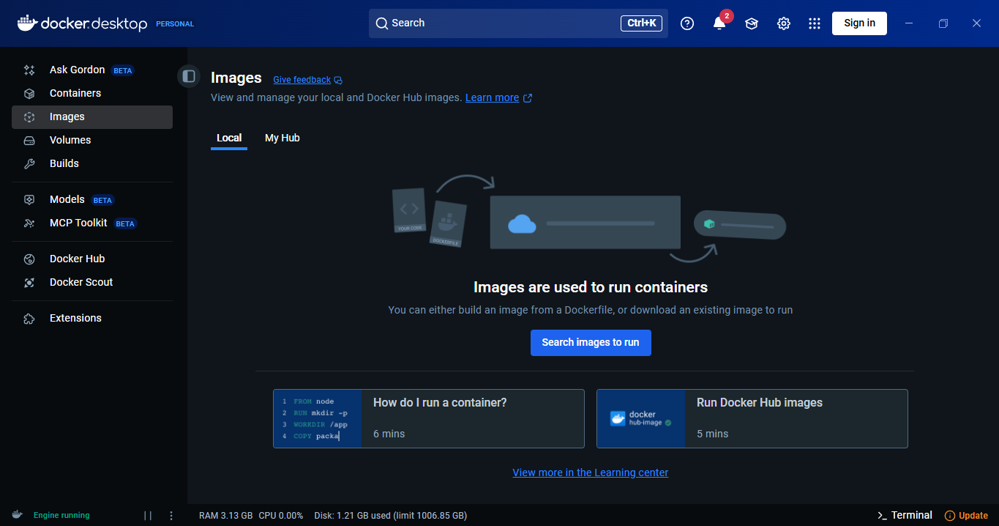 docker.desktop PERSONAL
Search
Ctrl+K
2
Sign in
Ask Gordon BETA
Containers
Images
Volumes
Builds
Models BETA
MCP Toolkit BETA
Docker Hub
Docker Scout
Extensions
Images Give feedback
View and manage your local and Docker Hub images. Learn more
Local My Hub
YOUR CODE
DOCKERFILE
Images are used to run containers
You can either build an image from a Dockerfile, or download an existing image to run
Search images to run
1 FROM node
2 RUN mkdir -p
3 WORKDIR /app
4 COPY packa
How do I run a container?
6 mins
docker
hub-image
Run Docker Hub images
5 mins
View more in the Learning center
Engine running
RAM 3.13 GB CPU 0.00% Disk: 1.21 GB used (limit 1006.85 GB)
Terminal
Update